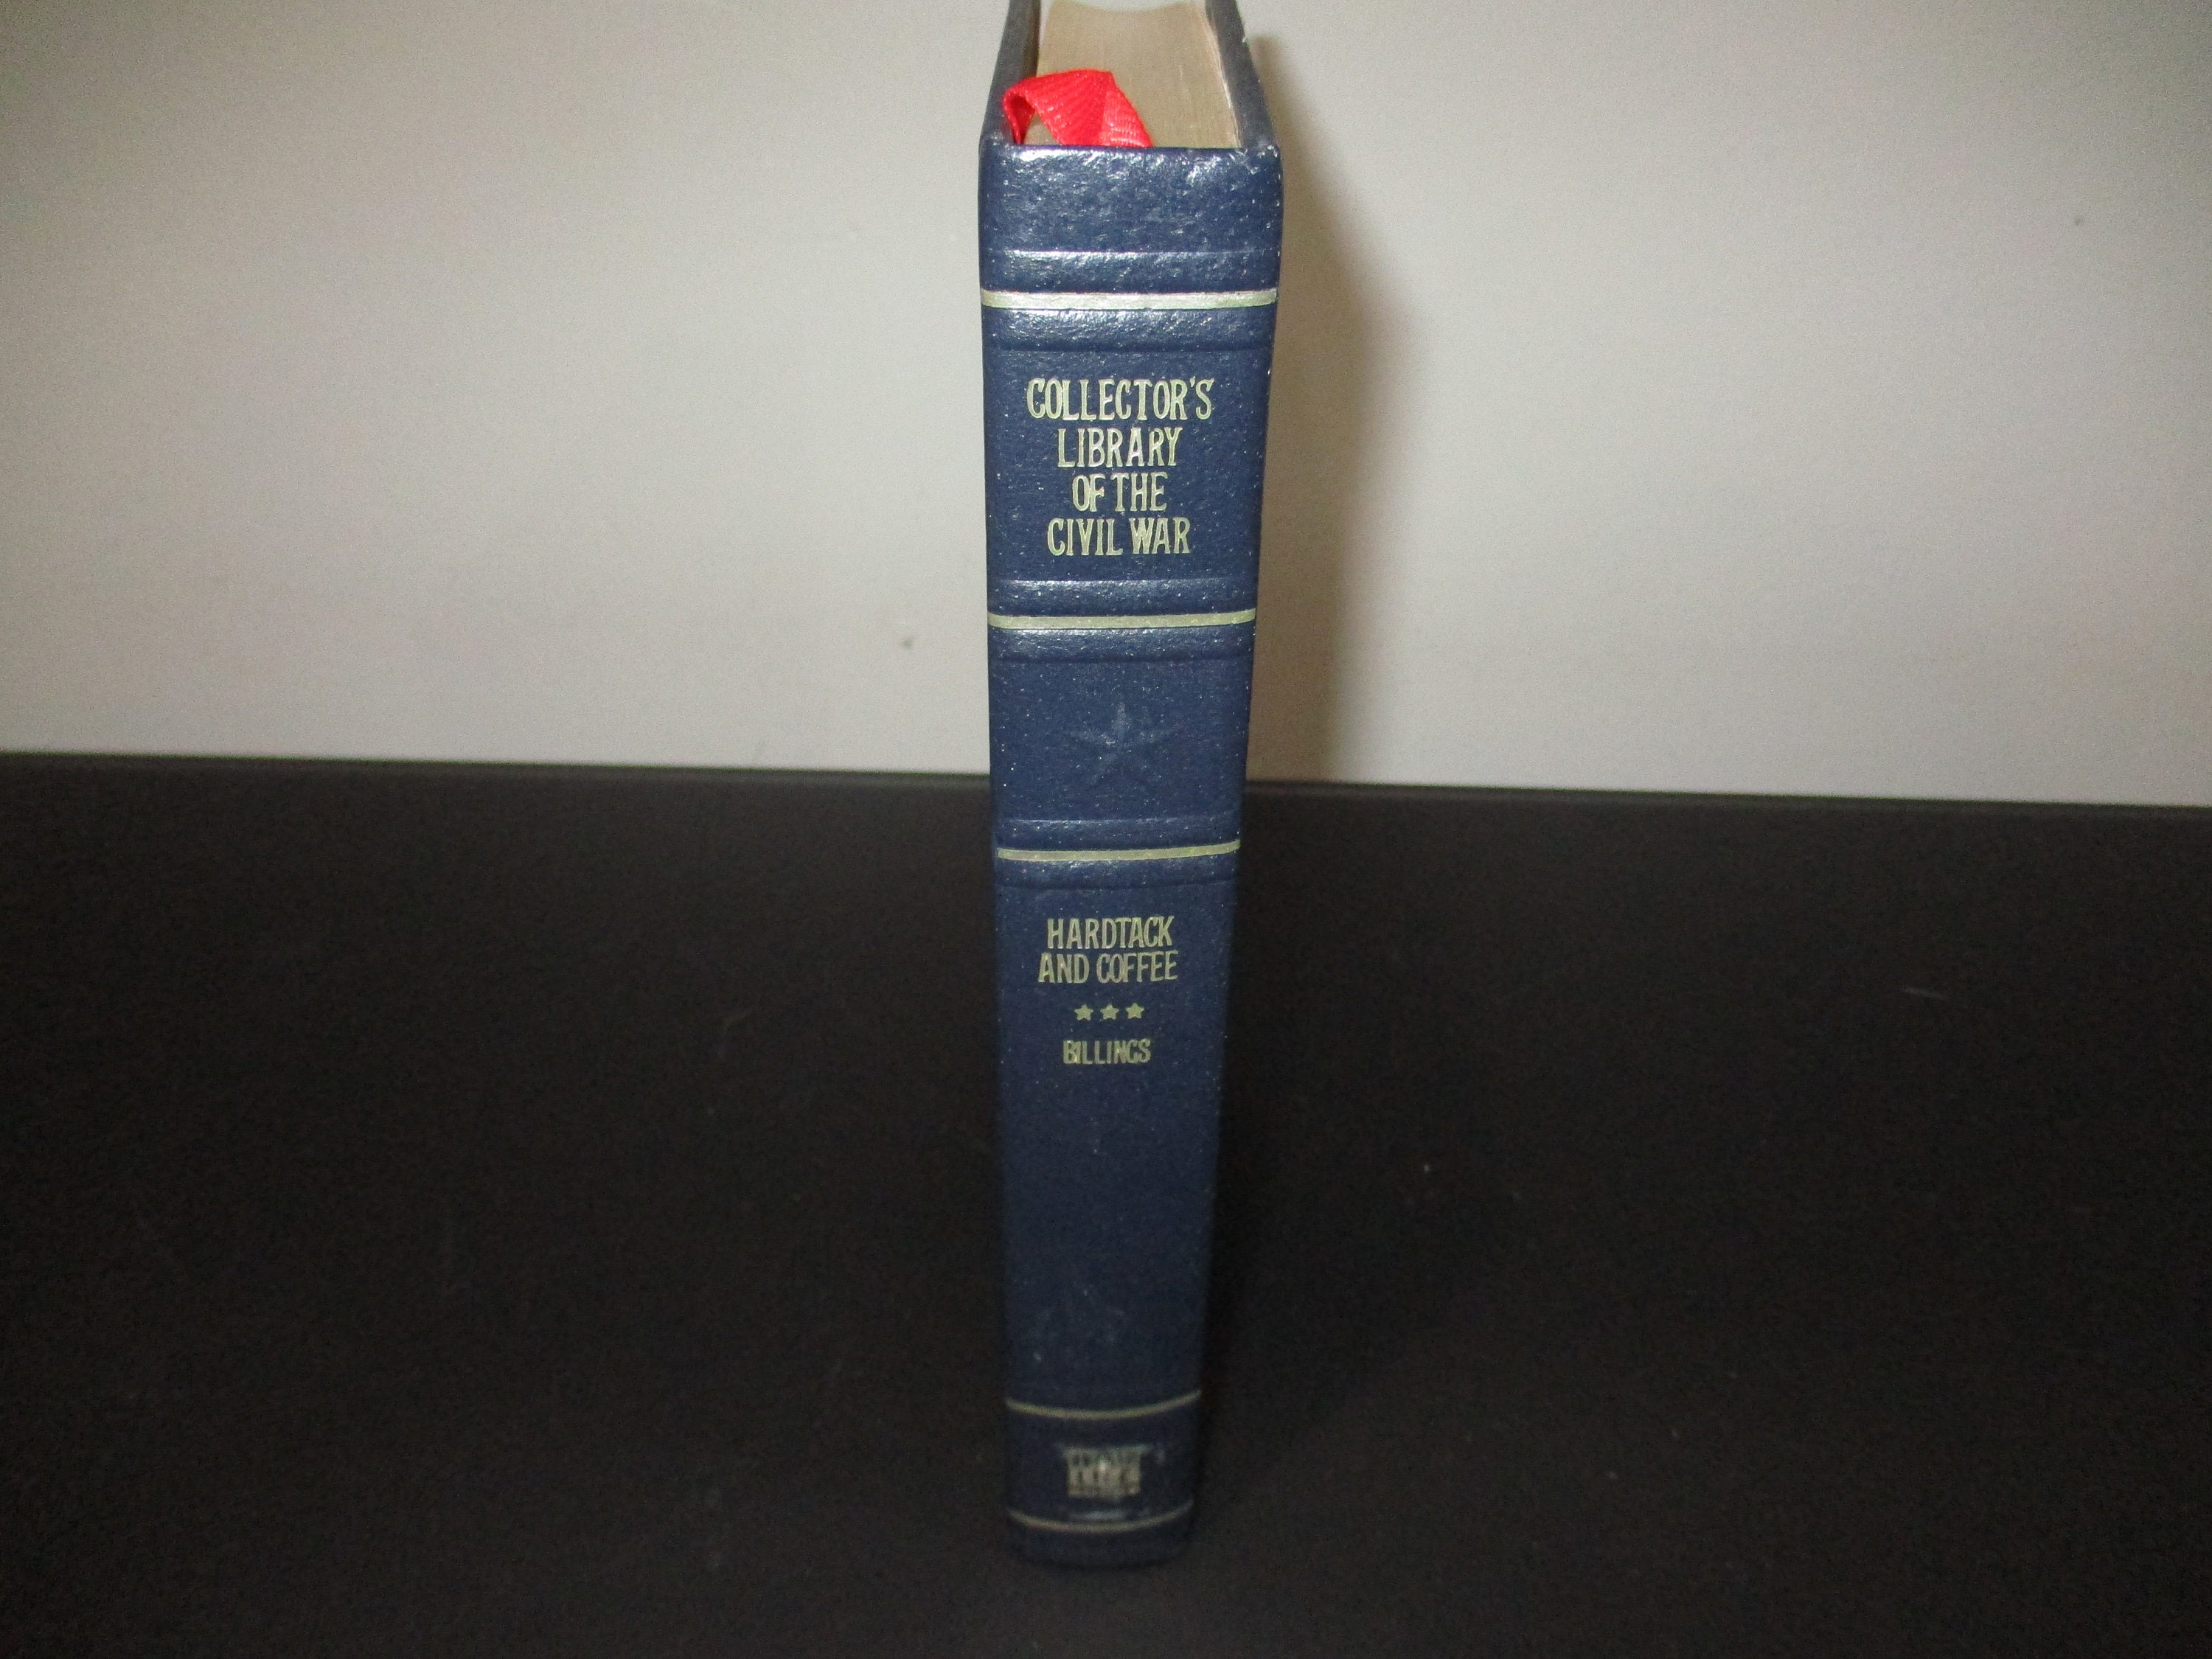 COLLECTOR'S
LIBRARY
OF THE
CIVIL WAR
HARDTACK
AND COFFEE
BILLINGS